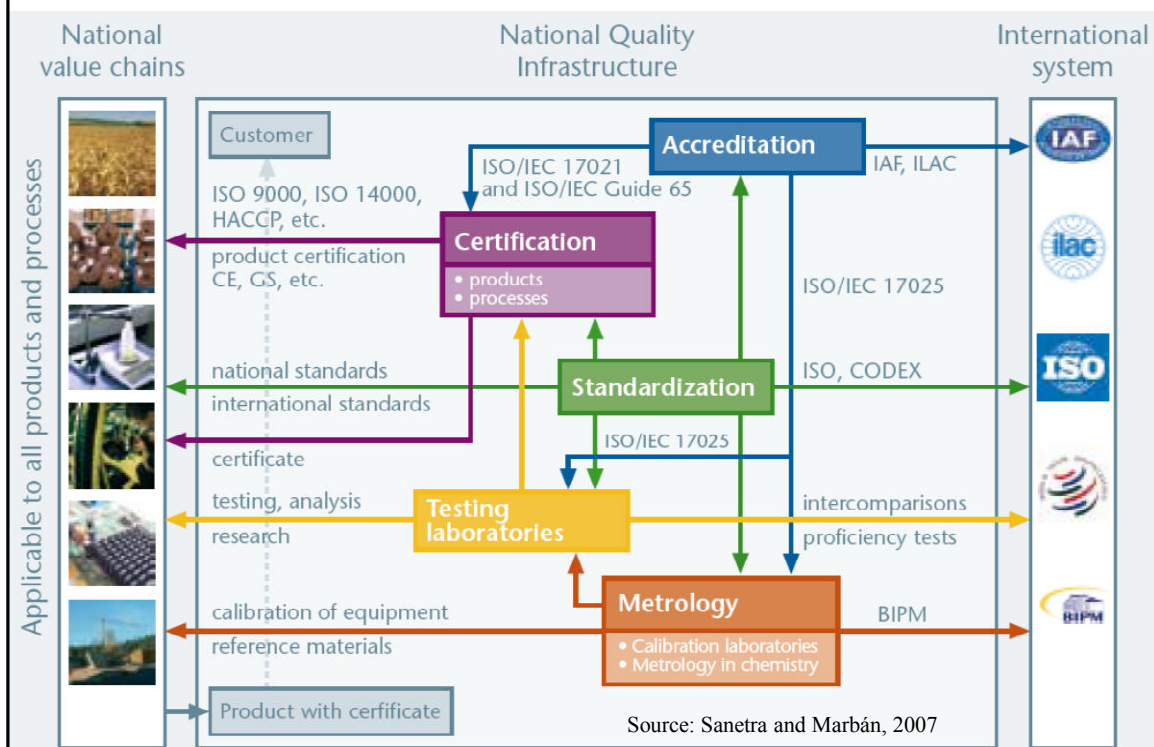 National
value chains
National Quality
Infrastructure
International
system
Applicable to all products and processes
Customer
ISO 9000, ISO 14000,
HACCP, etc.
product certification
CE, GS, etc.
ISO/IEC 17021
and ISO/IEC Guide 65
Accreditation
IAF, ILAC
IAF
Certification
• products
• processes
ilac
ISO/IEC 17025
national standards
international standards
Standardization
ISO, CODEX
ISO
certificate
ISO/IEC 17025
testing, analysis
research
Testing
laboratories
intercomparisons
proficiency tests
calibration of equipment
reference materials
Metrology
• Calibration laboratories
• Metrology in chemistry
BIPM
BIPM
Product with cerfificate
Source: Sanetra and Marbán, 2007